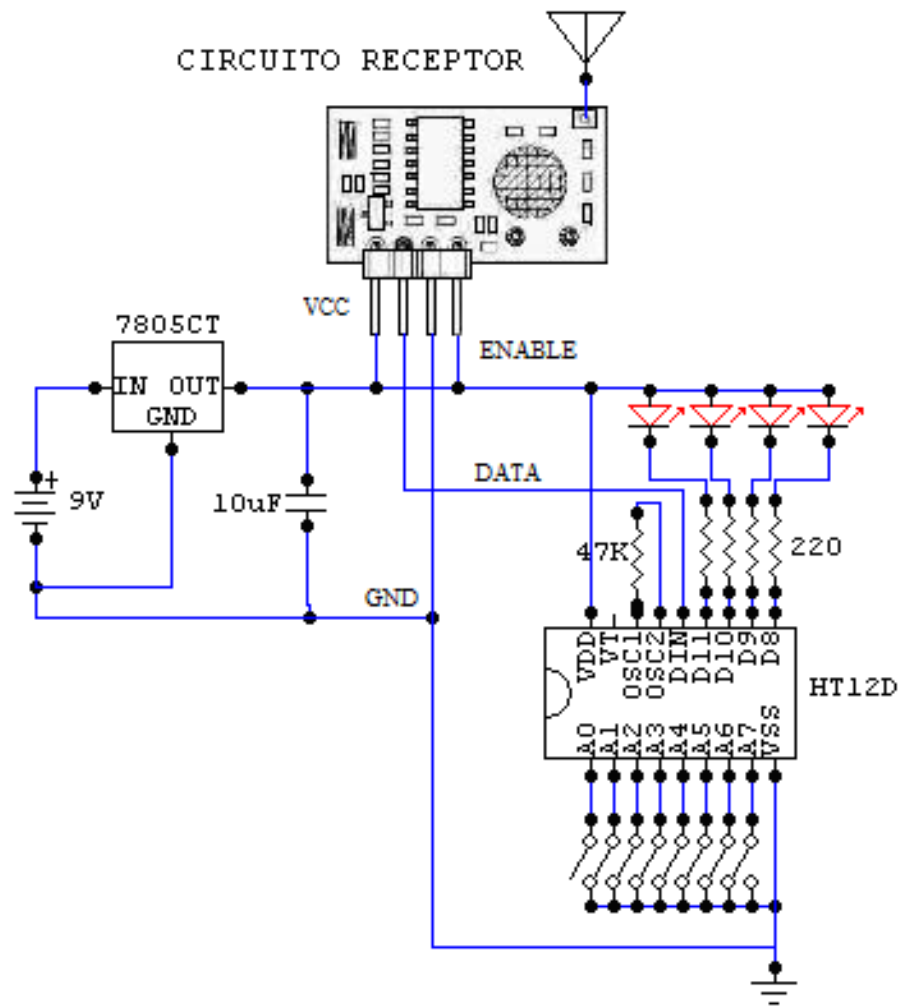 CIRCUITO RECEPTOR
VCC
7805CT
ENABLE
IN OUT
GND
+
9V
10uF
DATA
47K
220
GND
VDD VT OSC1 OSC2 DIN D11 D10 D9 D8
HT12D
A0 A1 A2 A3 A4 A5 A6 A7 VSS